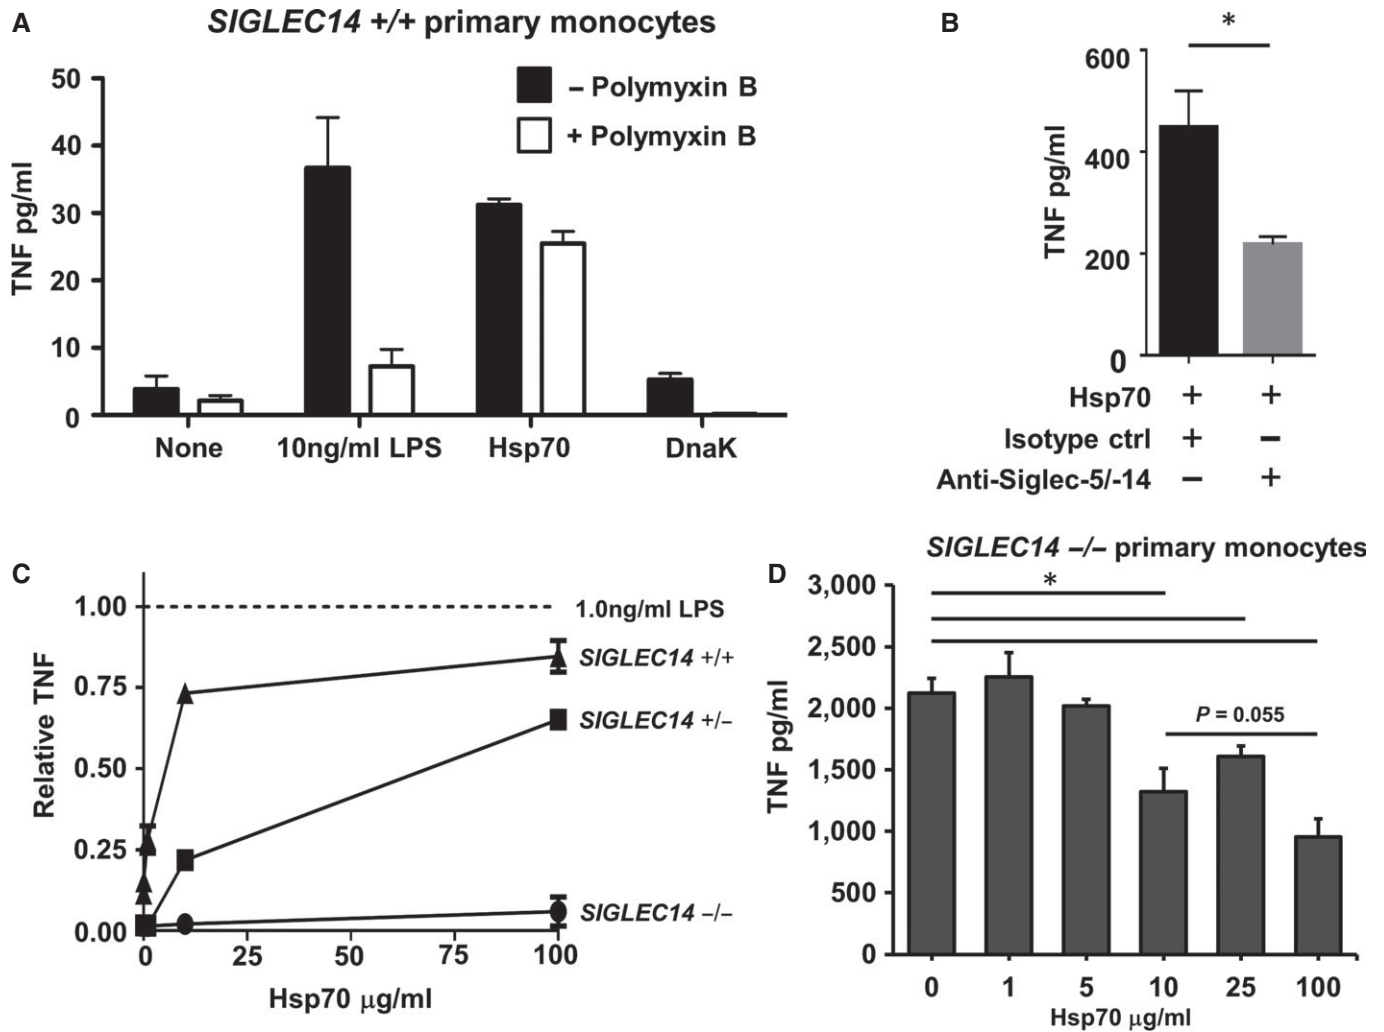 A
SIGLEC14 +/+ primary monocytes
– Polymyxin B
+ Polymyxin B
TNF pg/ml
50
40
30
20
10
0
None
10ng/ml LPS
Hsp70
DnaK
B
*
TNF pg/ml
600
400
200
0
Hsp70 + +
Isotype ctrl + –
Anti-Siglec-5/-14 – +
C
Relative TNF
1.00
0.75
0.50
0.25
0.00
1.0ng/ml LPS
SIGLEC14 +/+
SIGLEC14 +/–
SIGLEC14 –/–
0 25 50 75 100
Hsp70 µg/ml
D
SIGLEC14 –/– primary monocytes
*
P = 0.055
TNF pg/ml
3,000
2,500
2,000
1,500
1,000
500
0
0 1 5 10 25 100
Hsp70 µg/ml